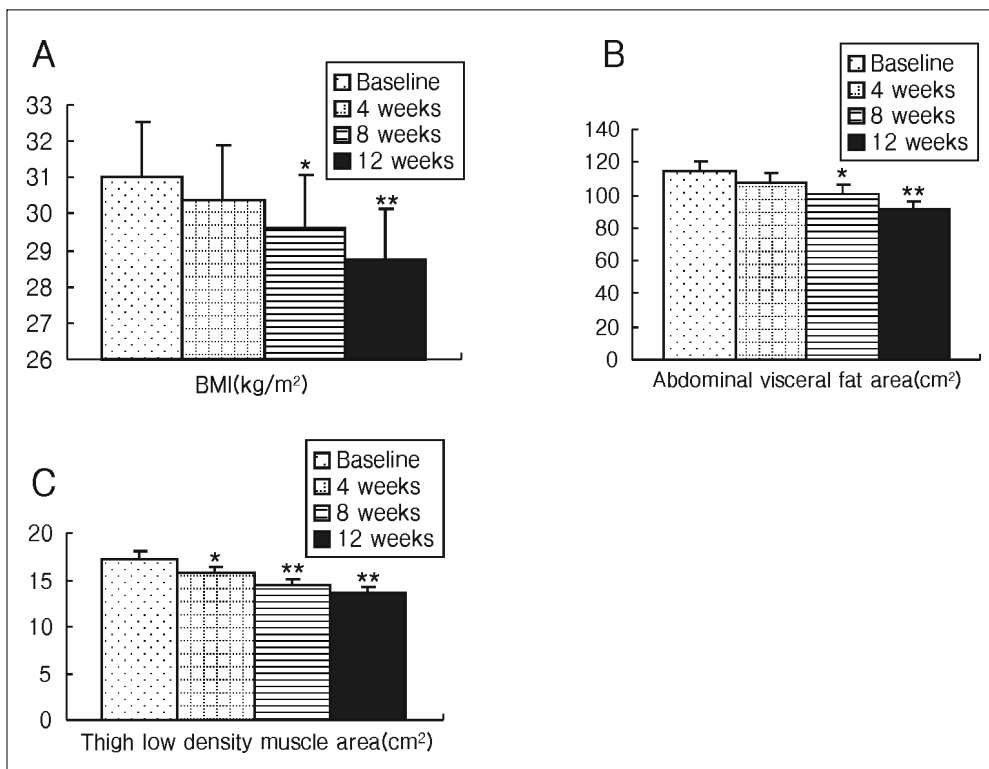 A
Baseline
4 weeks
8 weeks
12 weeks
33
32
31
30
29
28
27
26
*
**
BMI(kg/m²)
B
Baseline
4 weeks
8 weeks
12 weeks
140
120
100
80
60
40
20
0
*
**
Abdominal visceral fat area(cm²)
C
Baseline
4 weeks
8 weeks
12 weeks
20
15
10
5
0
*
**
**
Thigh low density muscle area(cm²)